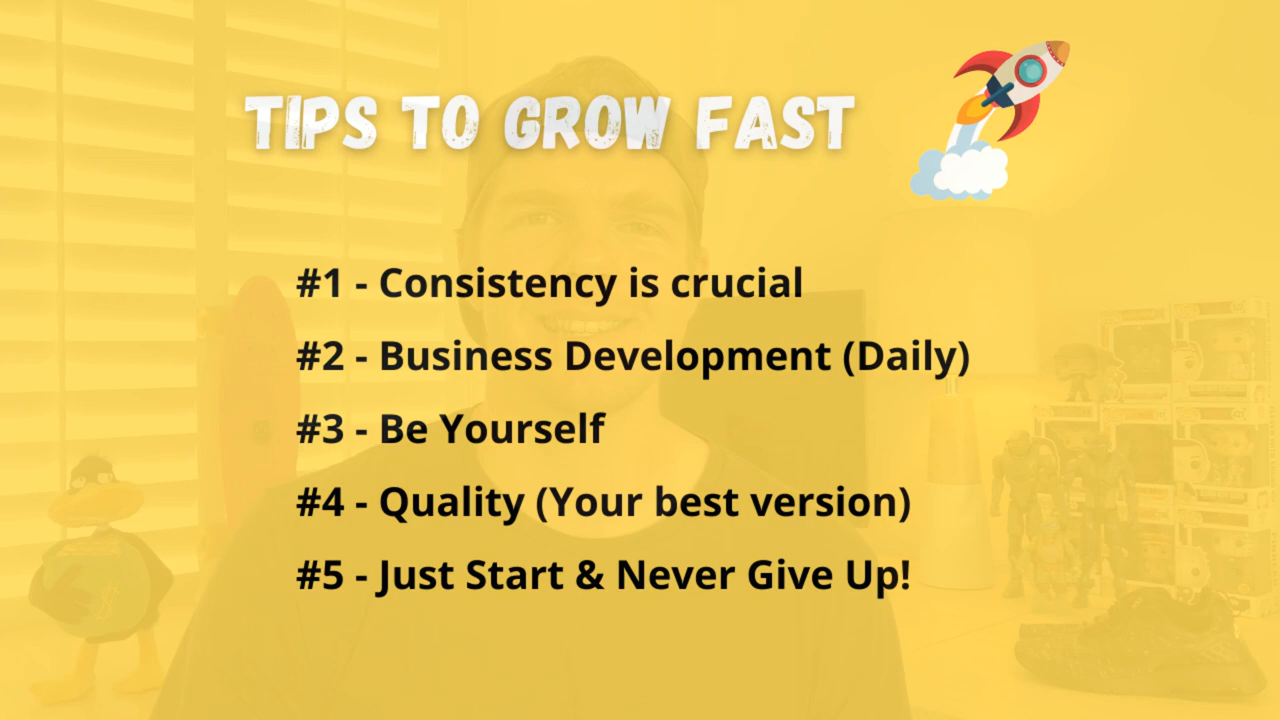 TIPS TO GROW FAST
#1 - Consistency is crucial
#2 - Business Development (Daily)
#3 - Be Yourself
#4 - Quality (Your best version)
#5 - Just Start & Never Give Up!